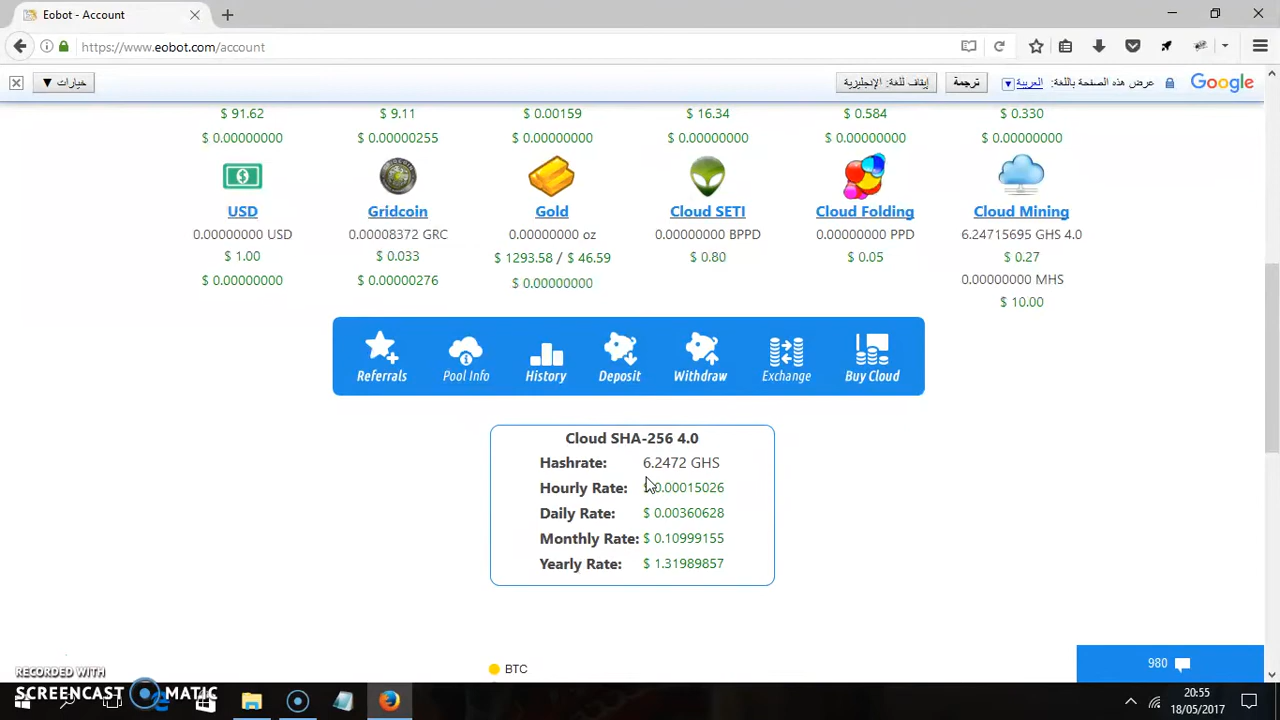 Eobot - Account
https://www.eobot.com/account
خيارات ▼
إيقاف للغة: الإنجليزية
ترجمة
عرض هذه الصفحة باللغة: العربية
Google
$ 91.62
$ 9.11
$ 0.00159
$ 16.34
$ 0.584
$ 0.330
$ 0.00000000
$ 0.00000255
$ 0.00000000
$ 0.00000000
$ 0.00000000
$ 0.00000000
USD
Gridcoin
Gold
Cloud SETI
Cloud Folding
Cloud Mining
0.00000000 USD
0.00008372 GRC
0.00000000 oz
0.00000000 BPPD
0.00000000 PPD
6.24715695 GHS 4.0
$ 1.00
$ 0.033
$ 1293.58 / $ 46.59
$ 0.80
$ 0.05
$ 0.27
$ 0.00000000
$ 0.00000276
$ 0.00000000
0.00000000 MHS
$ 10.00
Referrals
Pool Info
History
Deposit
Withdraw
Exchange
Buy Cloud
Cloud SHA-256 4.0
Hashrate: 6.2472 GHS
Hourly Rate: $ 0.00015026
Daily Rate: $ 0.00360628
Monthly Rate: $ 0.10999155
Yearly Rate: $ 1.31989857
BTC
980
RECORDED WITH
SCREENCAST MATIC
20:55
18/05/2017